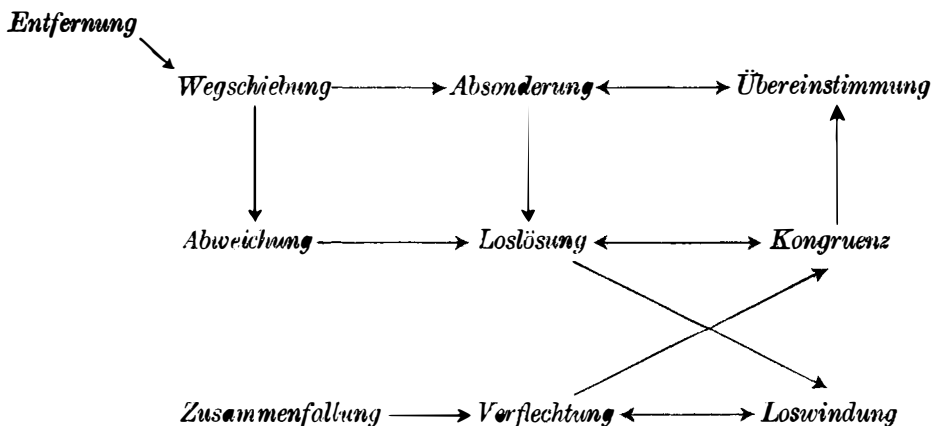 Entfernung
Wegschiebung Absonderung Übereinstimmung
Abweichung Loslösung Kongruenz
Zusammenfallung Verflechtung Loswindung